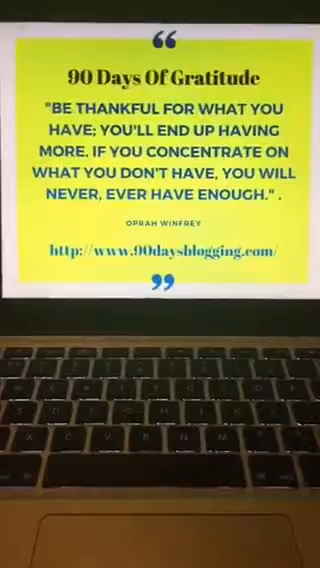 “
90 Days Of Gratitude
"BE THANKFUL FOR WHAT YOU
HAVE; YOU'LL END UP HAVING
MORE. IF YOU CONCENTRATE ON
WHAT YOU DON'T HAVE, YOU WILL
NEVER, EVER HAVE ENOUGH." .
OPRAH WINFREY
http://www.90daysblogging.com/
”